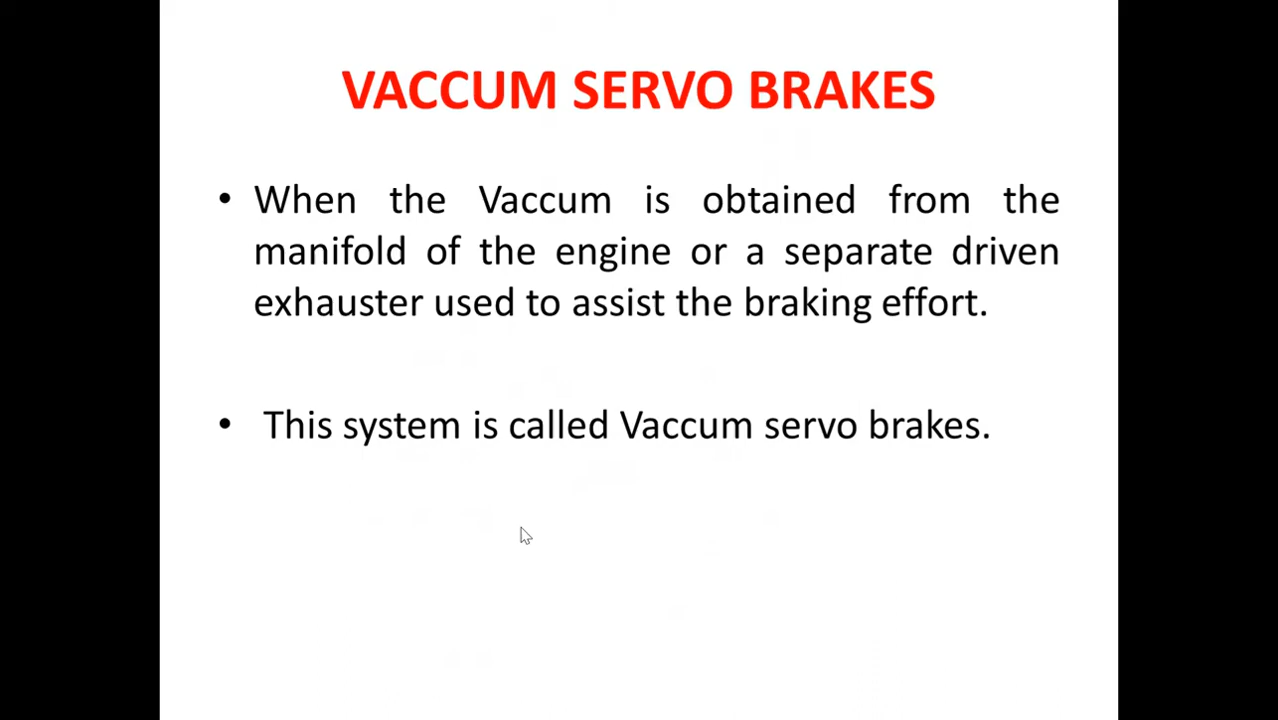 VACCUM SERVO BRAKES
• When the Vaccum is obtained from the
manifold of the engine or a separate driven
exhauster used to assist the braking effort.
• This system is called Vaccum servo brakes.